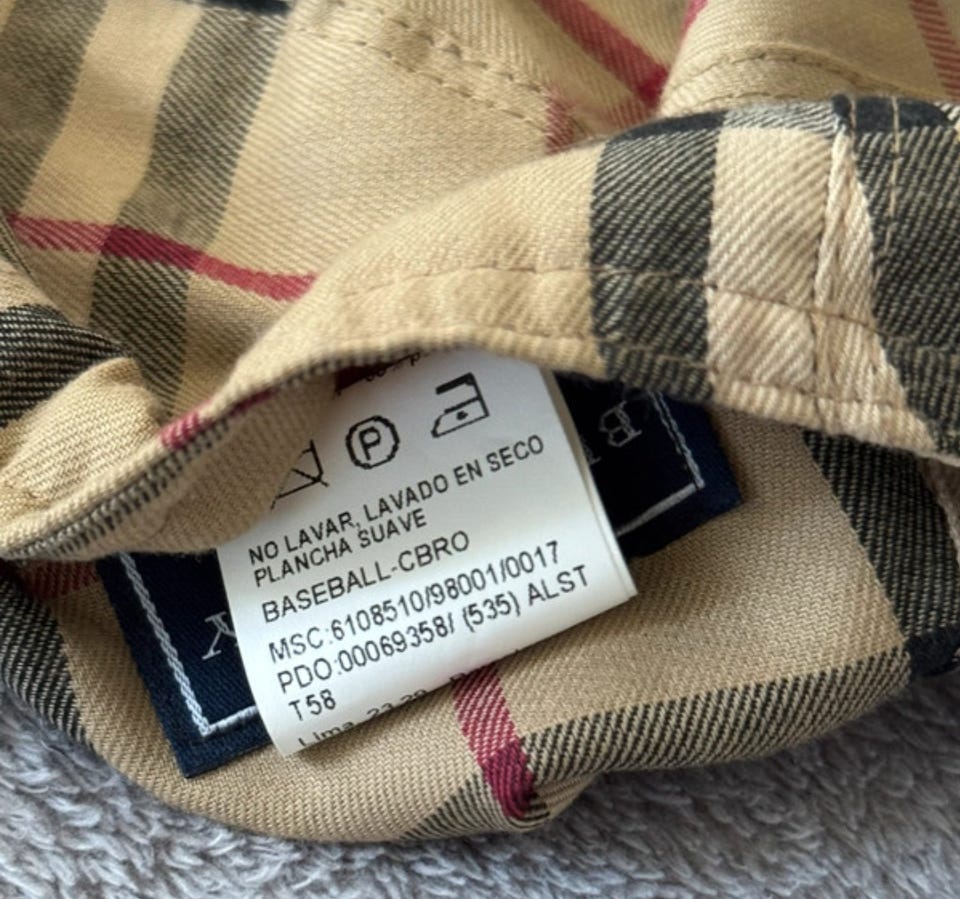 P
NO LAVAR, LAVADO EN SECO
PLANCHA SUAVE
BASEBALL-CBRO
MSC:6108510/98001/0017
PDO:00069358/ (535) ALST
T58